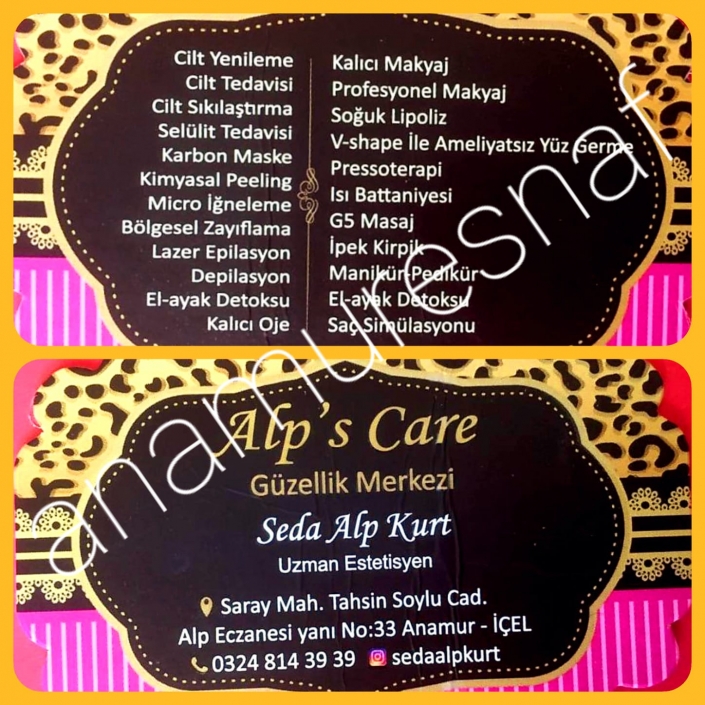 Cilt Yenileme
Cilt Tedavisi
Cilt Sıkılaştırma
Selülit Tedavisi
Karbon Maske
Kimyasal Peeling
Micro İğneleme
Bölgesel Zayıflama
Lazer Epilasyon
Depilasyon
El-ayak Detoksu
Kalıcı Oje
Kalıcı Makyaj
Profesyonel Makyaj
Soğuk Lipoliz
V-shape İle Ameliyatsız Yüz Germe
Pressoterapi
Isı Battaniyesi
G5 Masaj
İpek Kirpik
Manikür-Pedikür
El-ayak Detoksu
Saç Simülasyonu
anamuresnaf
Alp's Care
Güzellik Merkezi
Seda Alp Kurt
Uzman Estetisyen
Saray Mah. Tahsin Soylu Cad.
Alp Eczanesi yanı No:33 Anamur - İÇEL
0324 814 39 39 sedaalpkurt